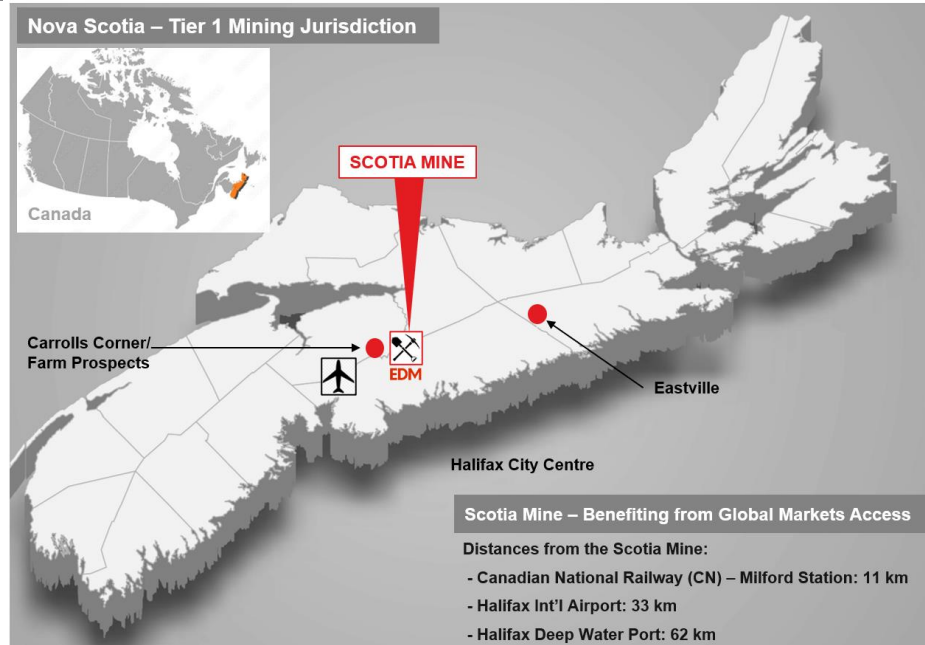 Nova Scotia – Tier 1 Mining Jurisdiction
Canada
SCOTIA MINE
Carrolls Corner/
Farm Prospects
EDM
Eastville
Halifax City Centre
Scotia Mine – Benefiting from Global Markets Access
Distances from the Scotia Mine:
- Canadian National Railway (CN) – Milford Station: 11 km
- Halifax Int’l Airport: 33 km
- Halifax Deep Water Port: 62 km